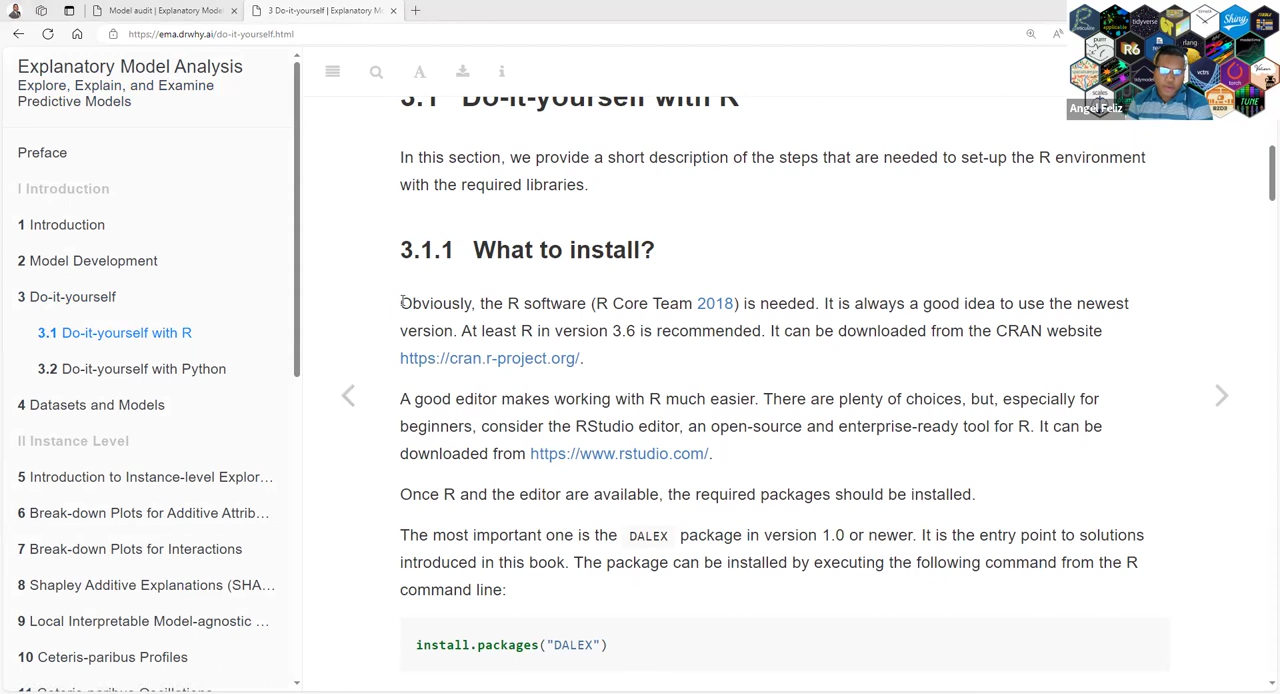 Model audit | Explanatory Mode
3 Do-it-yourself | Explanatory M
https://ema.drwhy.ai/do-it-yourself.html
Explanatory Model Analysis
Explore, Explain, and Examine
Predictive Models
Preface
I Introduction
1 Introduction
2 Model Development
3 Do-it-yourself
3.1 Do-it-yourself with R
3.2 Do-it-yourself with Python
4 Datasets and Models
II Instance Level
5 Introduction to Instance-level Explor…
6 Break-down Plots for Additive Attrib…
7 Break-down Plots for Interactions
8 Shapley Additive Explanations (SHA…
9 Local Interpretable Model-agnostic …
10 Ceteris-paribus Profiles
11 Ceteris-paribus Oscillations
3.1 Do-it-yourself with R
In this section, we provide a short description of the steps that are needed to set-up the R environment
with the required libraries.
3.1.1 What to install?
Obviously, the R software (R Core Team 2018) is needed. It is always a good idea to use the newest
version. At least R in version 3.6 is recommended. It can be downloaded from the CRAN website
https://cran.r-project.org/.
A good editor makes working with R much easier. There are plenty of choices, but, especially for
beginners, consider the RStudio editor, an open-source and enterprise-ready tool for R. It can be
downloaded from https://www.rstudio.com/.
Once R and the editor are available, the required packages should be installed.
The most important one is the DALEX package in version 1.0 or newer. It is the entry point to solutions
introduced in this book. The package can be installed by executing the following command from the R
command line:
install.packages("DALEX")
Angel Feliz
tidyverse
Shiny
purrr
R6
rlang
vctrs
torch
scales
TUNE